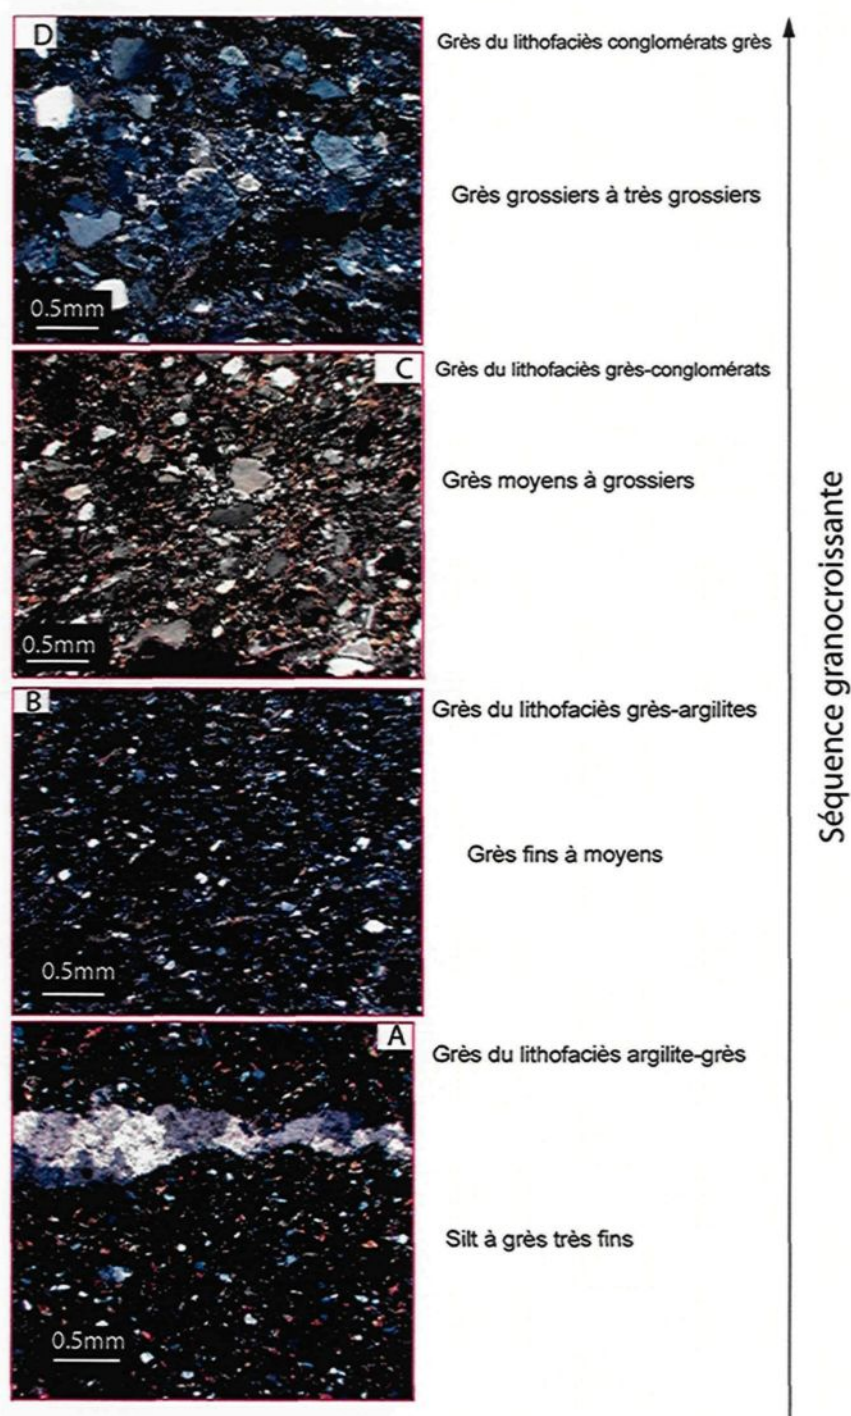 D
Grès du lithofaciès conglomérats grès
Grès grossiers à très grossiers
0.5mm
C
Grès du lithofaciès grès-conglomérats
Grès moyens à grossiers
0.5mm
B
Grès du lithofaciès grès-argilites
Grès fins à moyens
0.5mm
A
Grès du lithofaciès argilite-grès
Silt à grès très fins
0.5mm
Séquence granocroissante